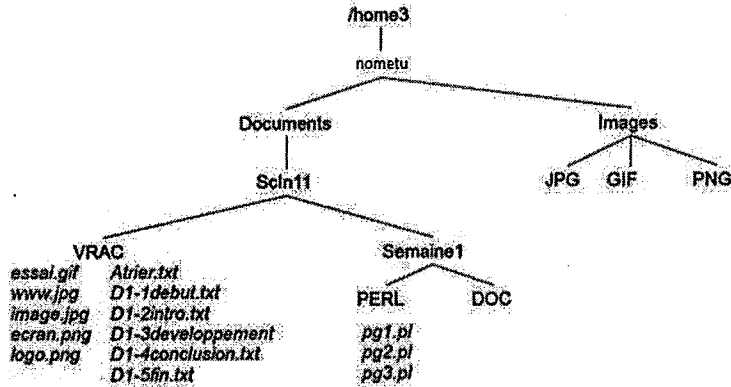 /home3
nometu
Documents Images
ScIn11 JPG GIF PNG
VRAC Semaine1
essai.gif Atrier.txt
www.jpg D1-1debut.txt PERL DOC
image.jpg D1-2intro.txt
ecran.png D1-3developpement pg1.pl
logo.png D1-4conclusion.txt pg2.pl
D1-5fin.txt pg3.pl